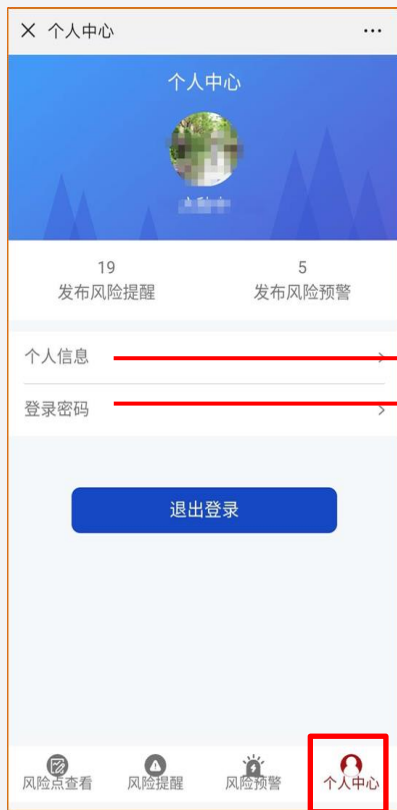 个人中心
个人中心
19
5
发布风险提醒
发布风险预警
个人信息
登录密码
退出登录
风险点查看
风险提醒
风险预警
个人中心